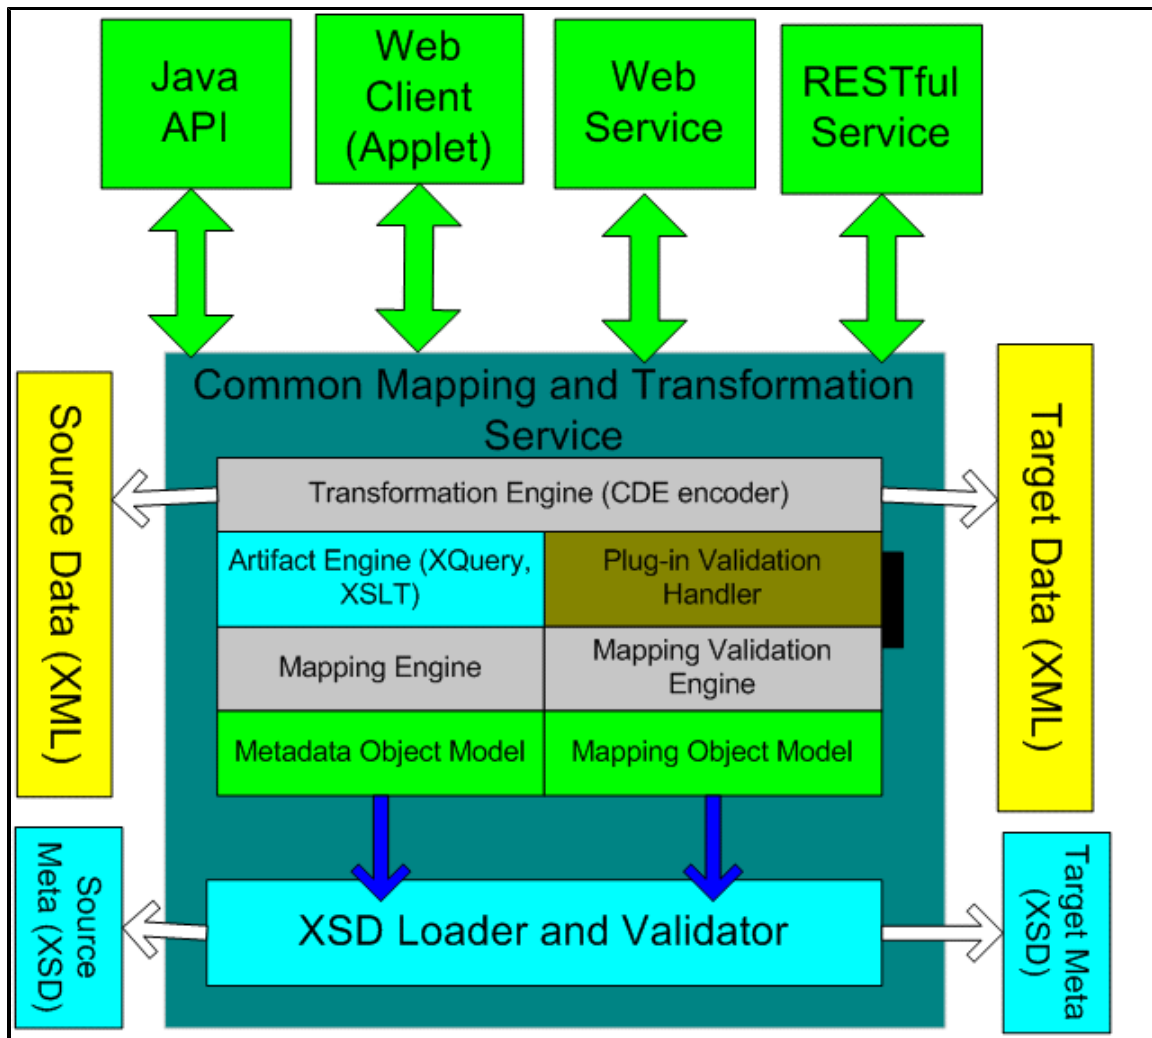 Java
API
Web
Client
(Applet)
Web
Service
RESTful
Service
Common Mapping and Transformation
Service
Source Data (XML)
Target Data (XML)
Transformation Engine (CDE encoder)
Artifact Engine (XQuery,
XSLT)
Plug-in Validation
Handler
Mapping Engine
Mapping Validation
Engine
Metadata Object Model
Mapping Object Model
Source
Meta (XSD)
XSD Loader and Validator
Target Meta
(XSD)